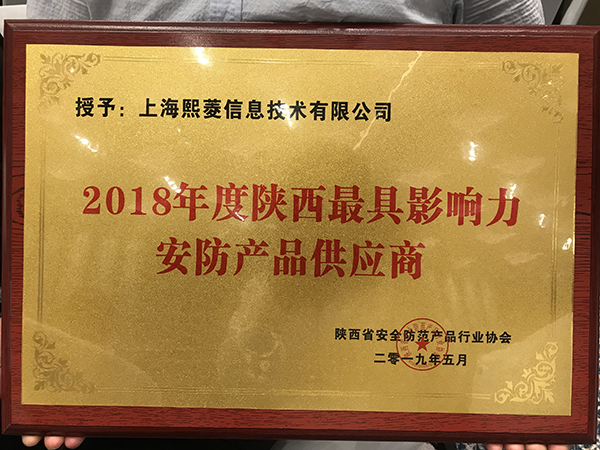 授予：上海熙菱信息技术有限公司
2018年度陕西最具影响力
安防产品供应商
陕西省安全防范产品行业协会
二零一九年五月